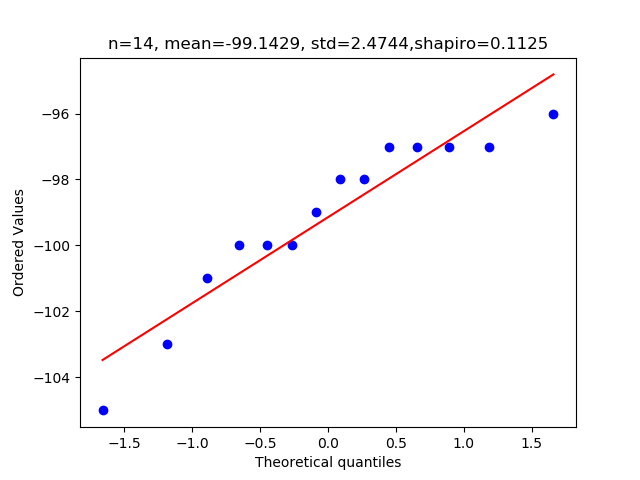 n=14, mean=-99.1429, std=2.4744,shapiro=0.1125
Ordered Values
−96
−98
−100
−102
−104
−1.5 −1.0 −0.5 0.0 0.5 1.0 1.5
Theoretical quantiles